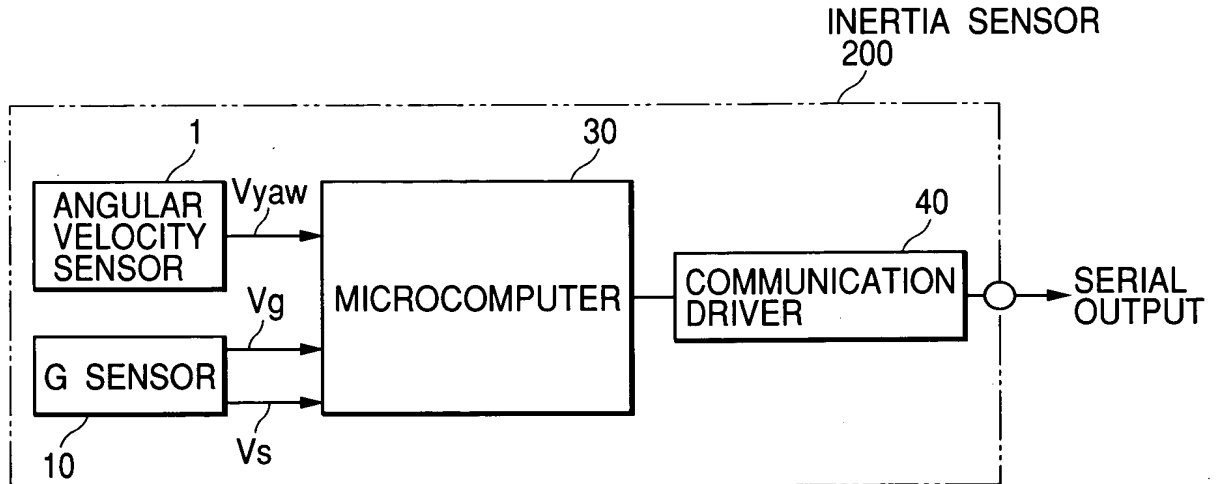 INERTIA SENSOR
200
1
30
Vyaw
ANGULAR
VELOCITY
SENSOR
40
MICROCOMPUTER
COMMUNICATION
DRIVER
SERIAL
OUTPUT
Vg
G SENSOR
Vs
10